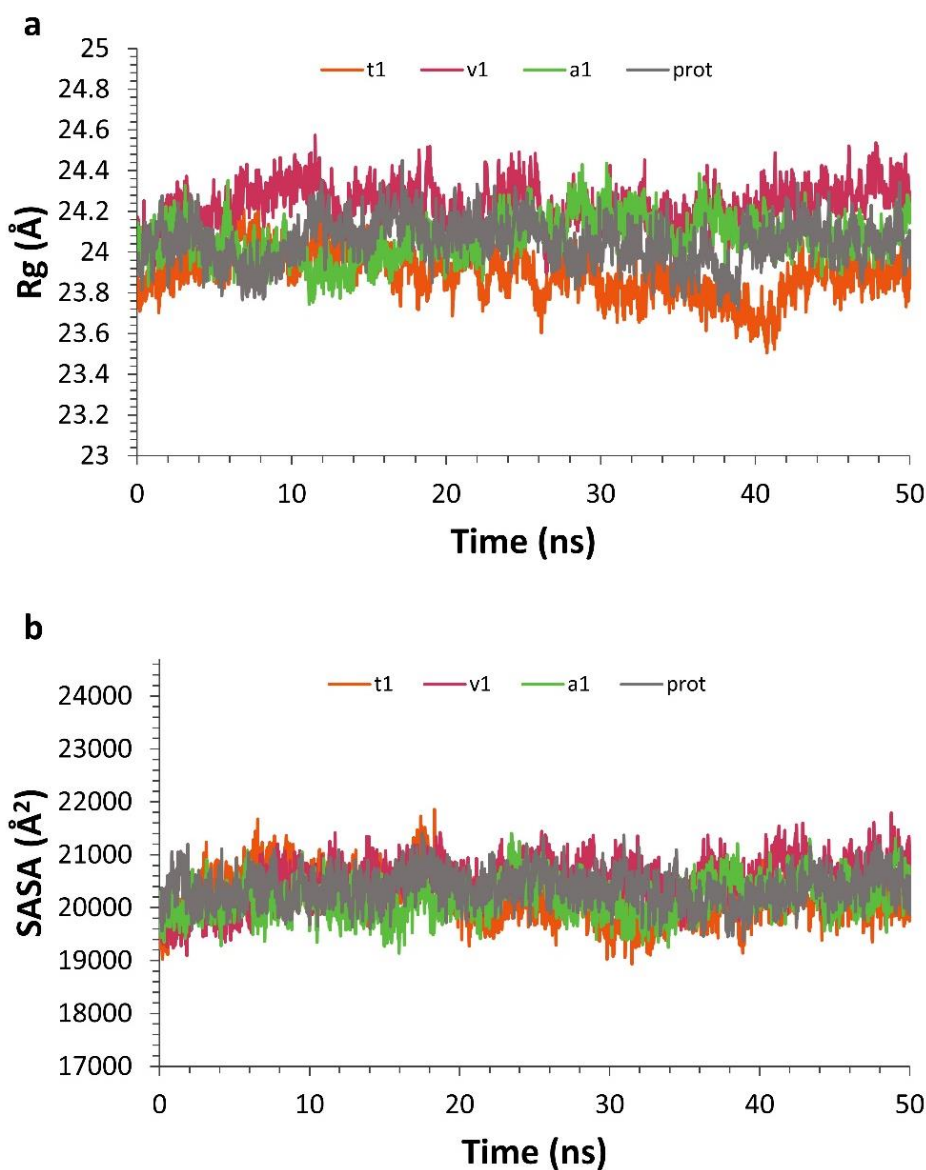 a
t1 v1 a1 prot
25
24.8
24.6
24.4
24.2
24
23.8
23.6
23.4
23.2
23
Rg (Å)
0 10 20 30 40 50
Time (ns)
b
t1 v1 a1 prot
24000
23000
22000
21000
20000
19000
18000
17000
SASA (Å²)
0 10 20 30 40 50
Time (ns)